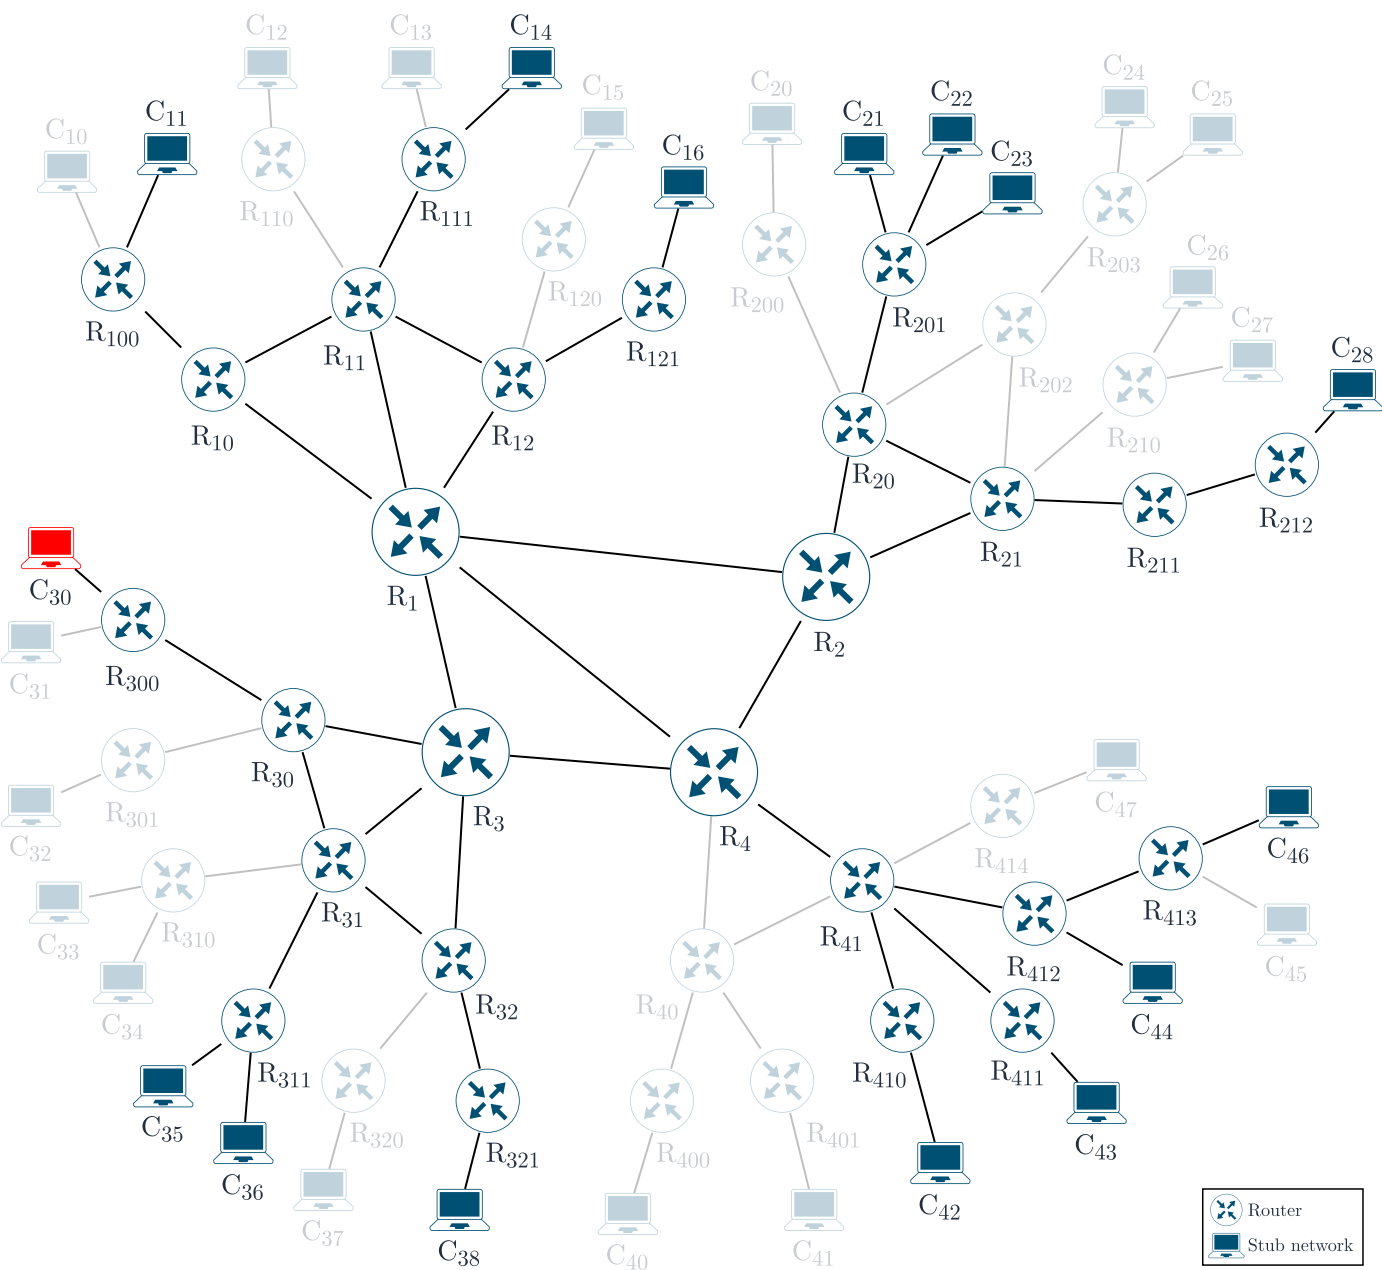 C₁₂
C₁₃
C₁₄
C₂₄
C₁₅
C₂₀
C₂₂
C₂₅
C₁₁
C₂₁
C₁₀
C₁₆
C₂₃
R₁₁₀
R₁₁₁
C₂₆
R₂₀₃
R₁₂₀
R₂₀₀
R₂₀₁
C₂₇
R₁₀₀
R₁₁
R₁₂₁
C₂₈
R₂₀₂
R₁₀
R₁₂
R₂₁₀
R₂₀
R₂₁₂
R₂₁
R₂₁₁
C₃₀
R₁
R₂
R₃₀₀
C₃₁
R₃₀
C₄₇
R₃₀₁
R₃
R₄
C₃₂
C₄₆
R₄₁₄
R₃₁
R₄₁₃
R₃₁₀
R₄₁
C₃₃
R₄₁₂
C₄₅
R₃₂
R₄₀
C₃₄
C₄₄
R₃₁₁
R₄₁₀
R₄₁₁
C₃₅
R₃₂₀
R₄₀₁
R₃₂₁
R₄₀₀
C₄₃
C₃₆
C₄₂
C₃₇
C₃₈
C₄₀
C₄₁
Router
Stub network